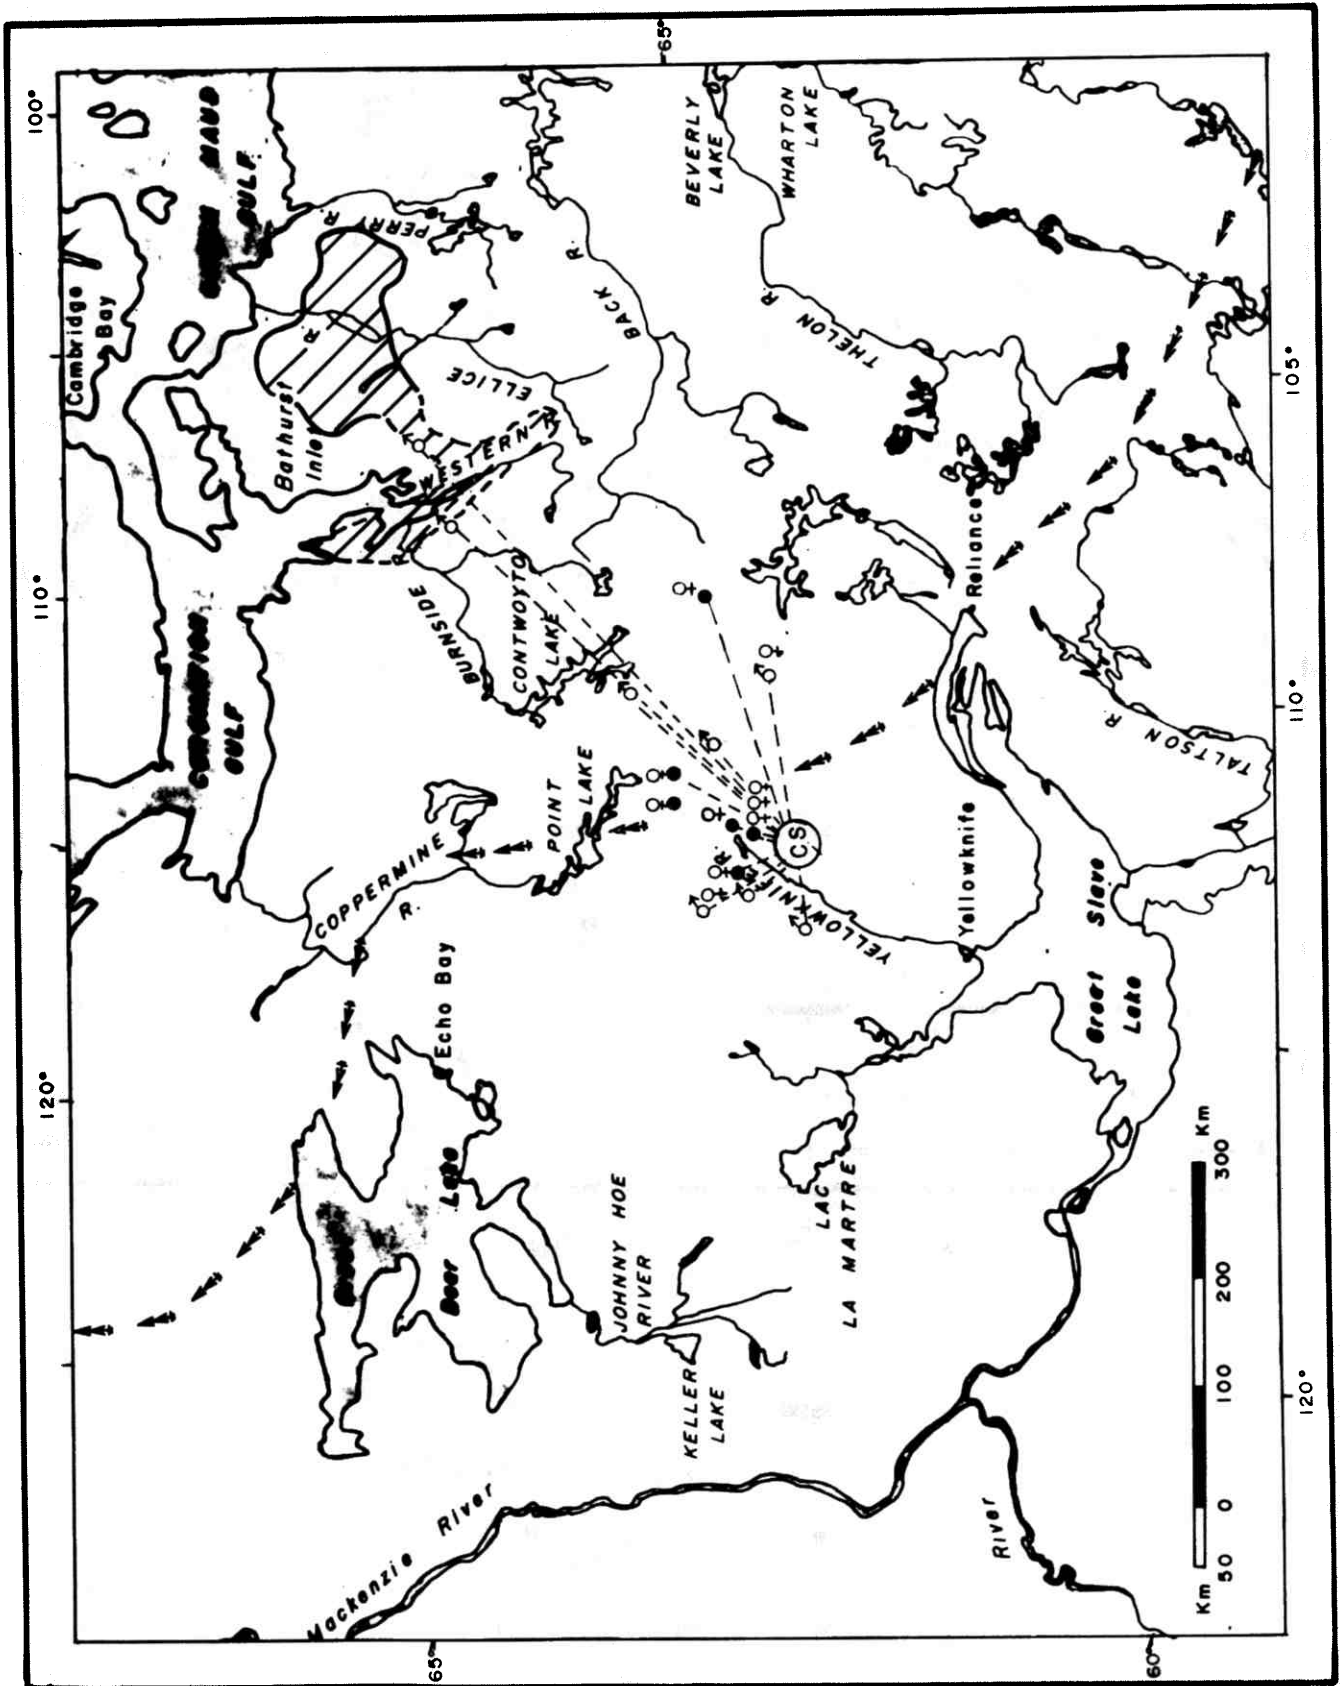 100°
110°
120°
65°
65°
60°
105°
110°
120°
Cambridge
Bay
MAUD
GULF
CORONATION
GULF
Bathurst
Inlet
PERRY R.
ELLICE R
WESTERN R.
BACK R.
BURNSIDE R
CONTWOYTO
LAKE
BEVERLY
LAKE
WHARTON
LAKE
THELON R
COPPERMINE
R.
POINT
LAKE
Echo Bay
Bear Lake
JOHNNY HOE
RIVER
KELLER
LAKE
LAC
LA MARTRE
YELLOWKNIFE R
CS
Reliance
Yellowknife
Great Slave
Lake
TALTSON R
Mackenzie River
River
Km 50 0 100 200 300 Km